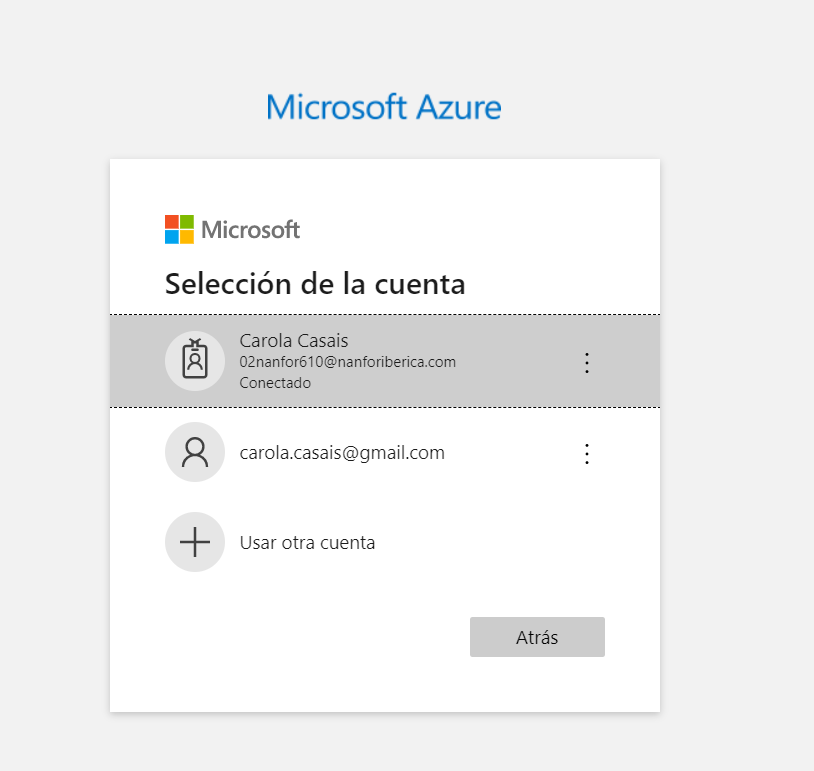 Microsoft Azure
Microsoft
Selección de la cuenta
Carola Casais
02nanfor610@nanforiberica.com
Conectado
carola.casais@gmail.com
Usar otra cuenta
Atrás